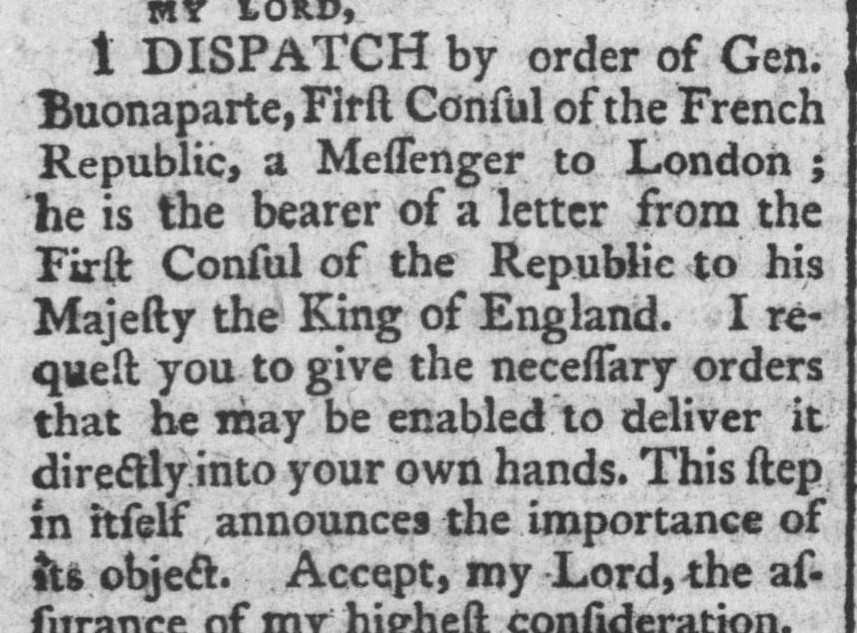 MY LORD,
I DISPATCH by order of Gen.
Buonaparte, Firſt Conſul of the French
Republic, a Meſſenger to London ;
he is the bearer of a letter from the
Firſt Conſul of the Republic to his
Majeſty the King of England. I re-
queſt you to give the neceſſary orders
that he may be enabled to deliver it
directly into your own hands. This ſtep
in itſelf announces the importance of
its object. Accept, my Lord, the aſ-
ſurance of my higheſt conſideration.